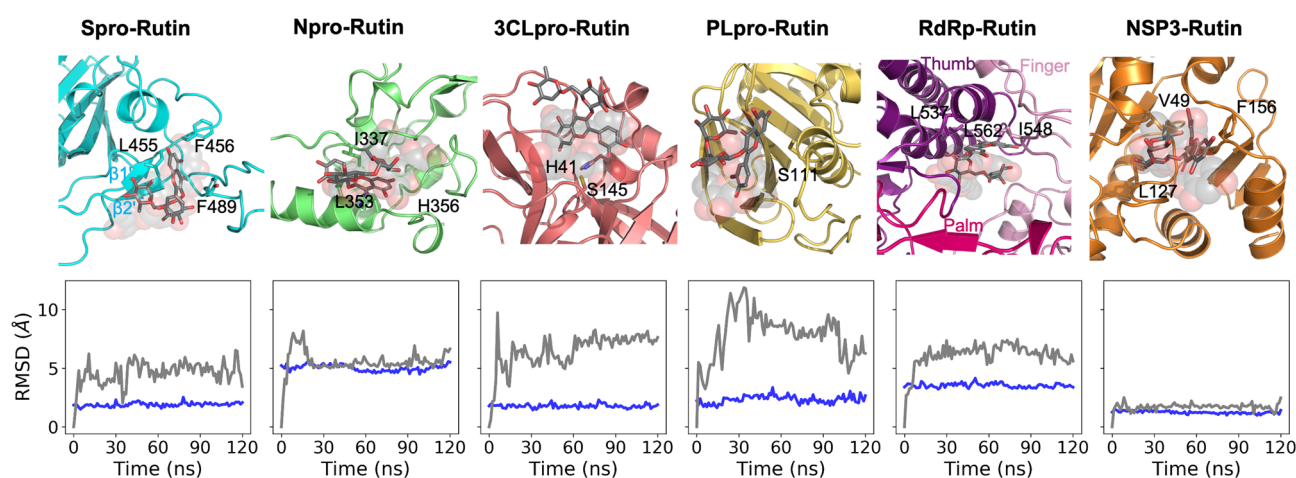 Spro-Rutin
Npro-Rutin
3CLpro-Rutin
PLpro-Rutin
RdRp-Rutin
NSP3-Rutin
L455
F456
β1'
β2'
F489
I337
L353
H356
H41
S145
S111
Thumb
Finger
L537
L562
I548
Palm
V49
F156
L127
RMSD (Å)
10
5
0
0 30 60 90 120
0 30 60 90 120
0 30 60 90 120
0 30 60 90 120
0 30 60 90 120
0 30 60 90 120
Time (ns)
Time (ns)
Time (ns)
Time (ns)
Time (ns)
Time (ns)